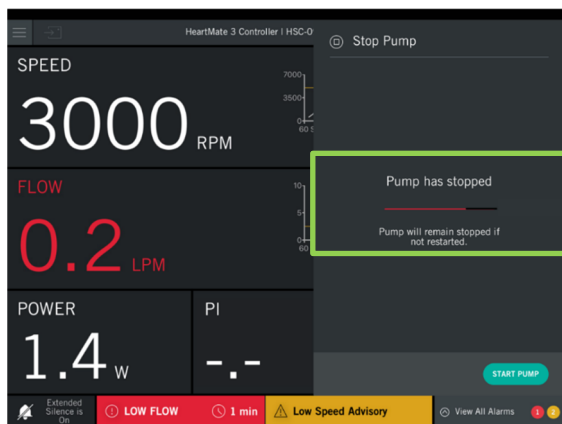 HeartMate 3 Controller | HSC-0
Stop Pump
SPEED
3000 RPM
7000
3500
0
60 S
FLOW
0.2 LPM
10
5
0
60
Pump has stopped
Pump will remain stopped if
not restarted.
POWER
1.4 W
PI
-.-
START PUMP
Extended
Silence is
On
LOW FLOW
1 min
Low Speed Advisory
View All Alarms
1
2